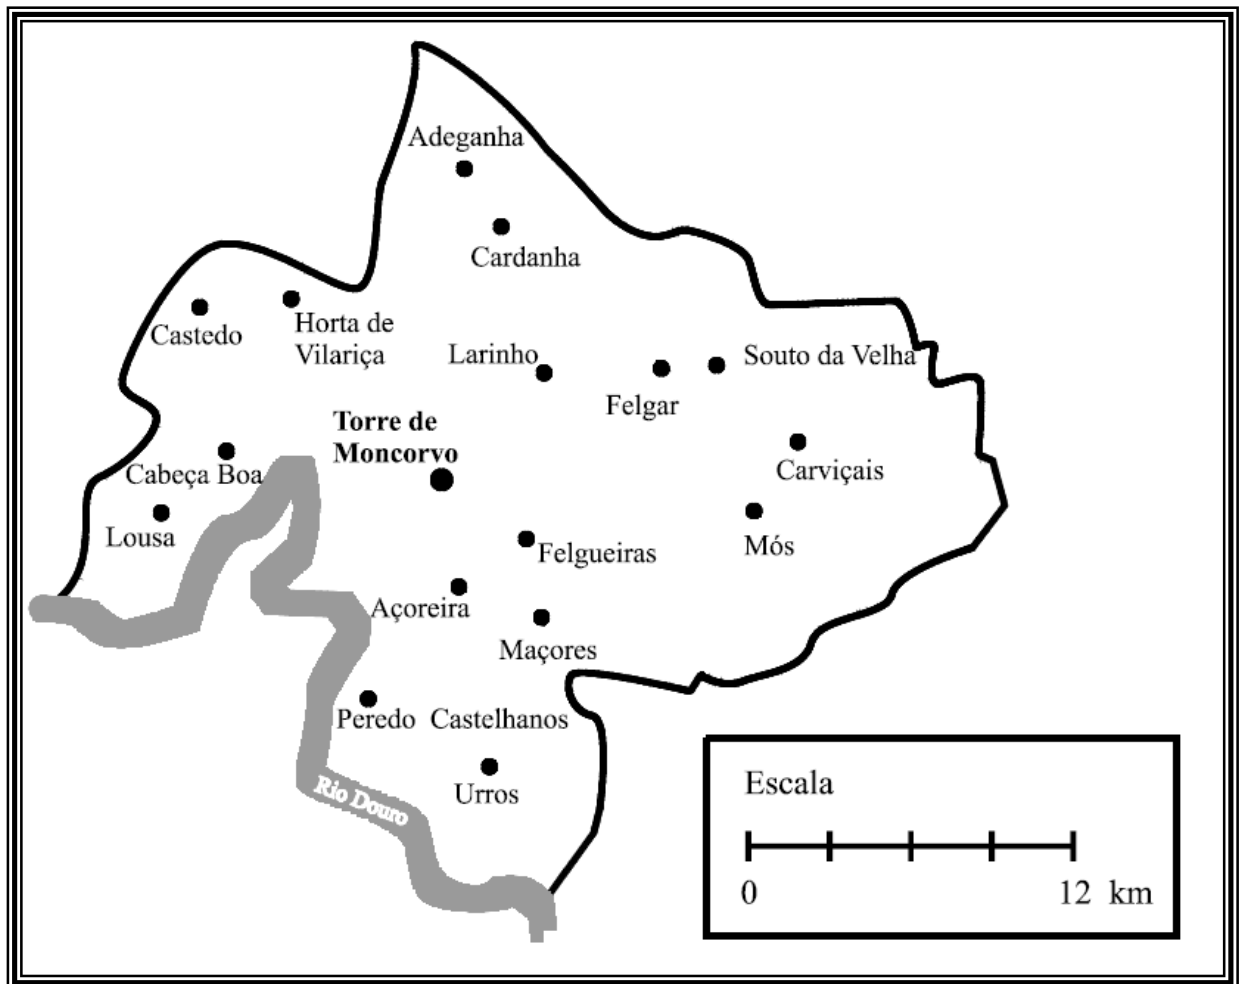 Adeganha
Cardanha
Castedo
Horta de
Vilariça
Larinho
Souto da Velha
Felgar
Torre de
Moncorvo
Cabeça Boa
Carviçais
Lousa
Mós
Felgueiras
Açoreira
Maçores
Peredo
Castelhanos
Urros
Rio Douro
Escala
0
12 km